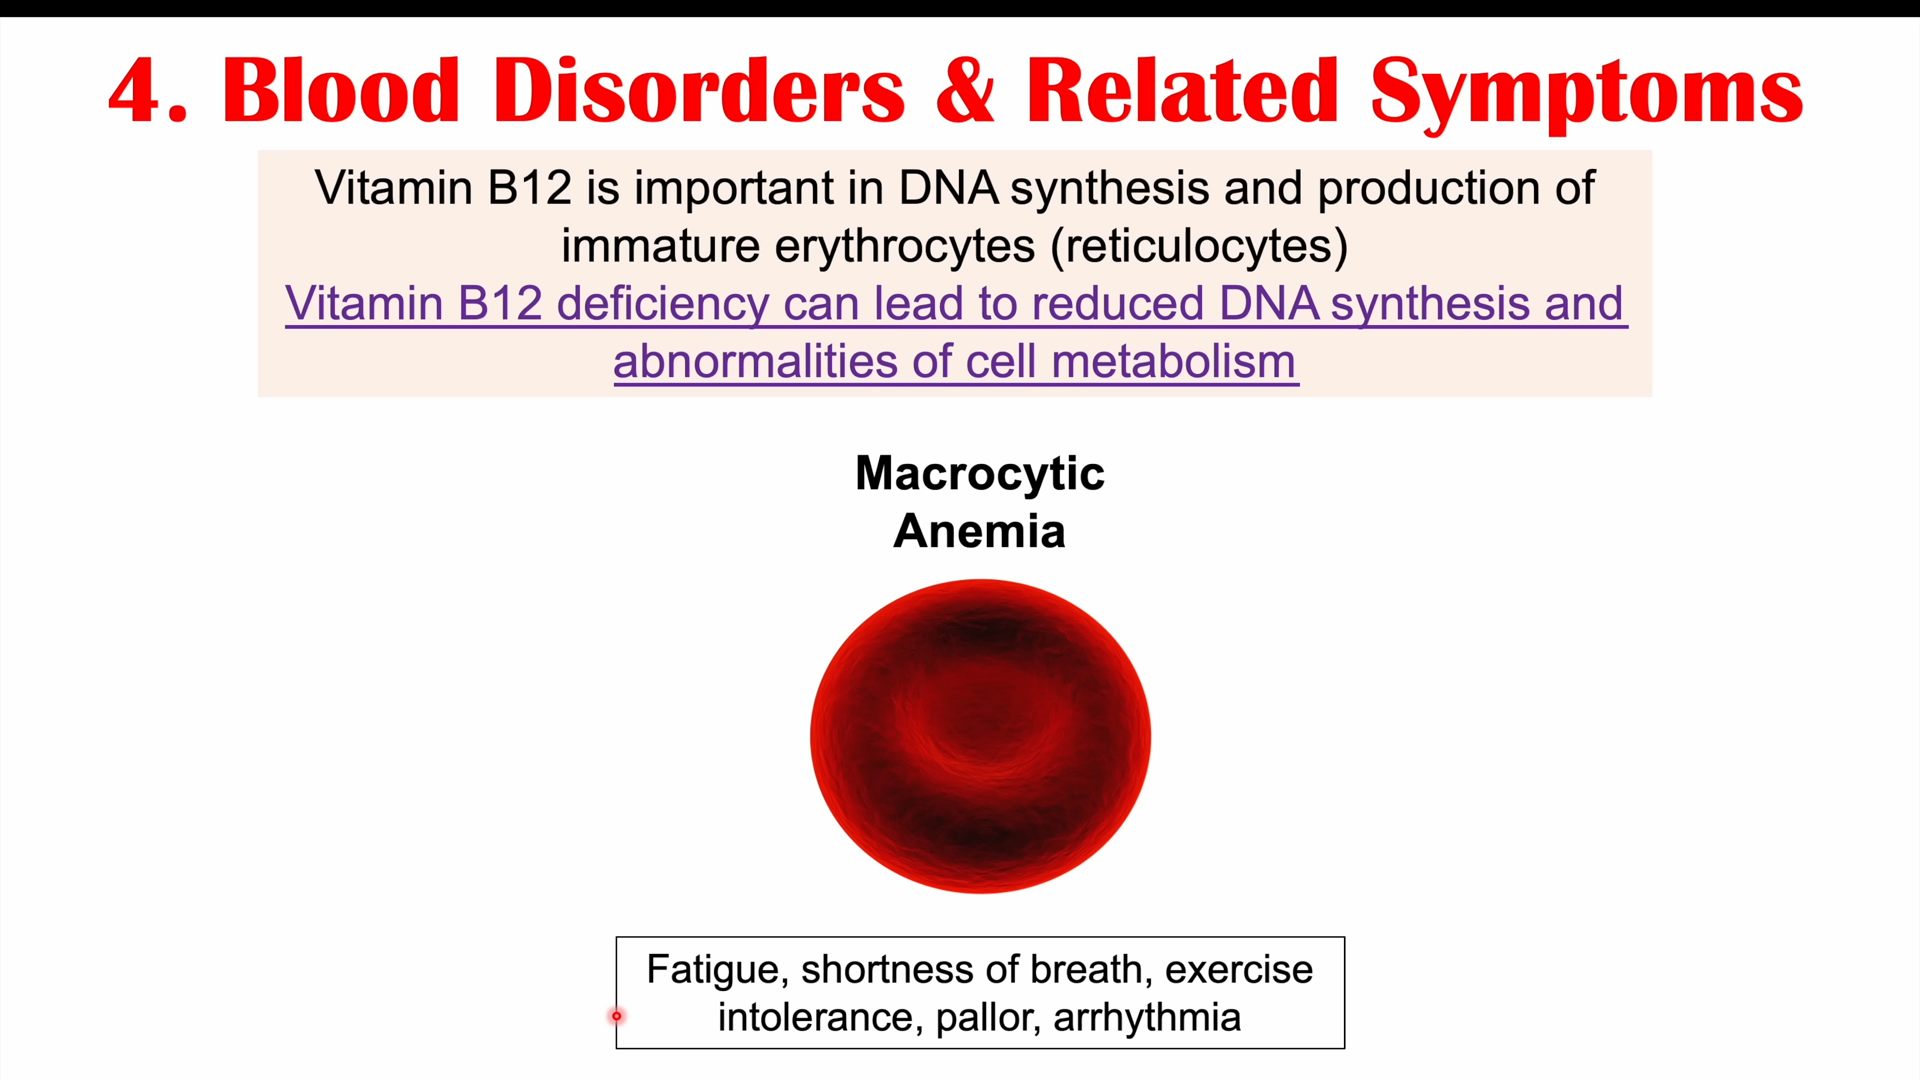 4. Blood Disorders & Related Symptoms
Vitamin B12 is important in DNA synthesis and production of
immature erythrocytes (reticulocytes)
Vitamin B12 deficiency can lead to reduced DNA synthesis and
abnormalities of cell metabolism
Macrocytic
Anemia
Fatigue, shortness of breath, exercise
intolerance, pallor, arrhythmia